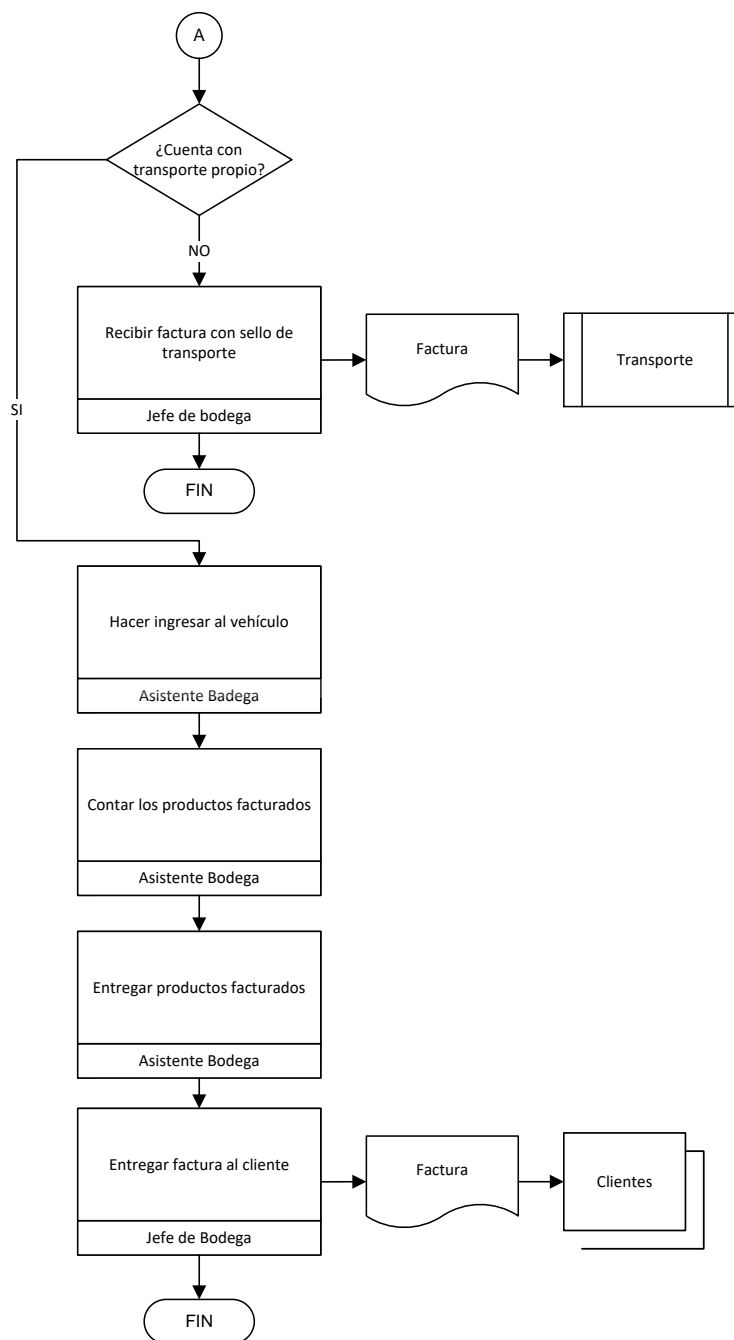 A
¿Cuenta con
transporte propio?
NO
SI
Recibir factura con sello de
transporte
Jefe de bodega
Factura
Transporte
FIN
Hacer ingresar al vehículo
Asistente Badega
Contar los productos facturados
Asistente Bodega
Entregar productos facturados
Asistente Bodega
Entregar factura al cliente
Jefe de Bodega
Factura
Clientes
FIN